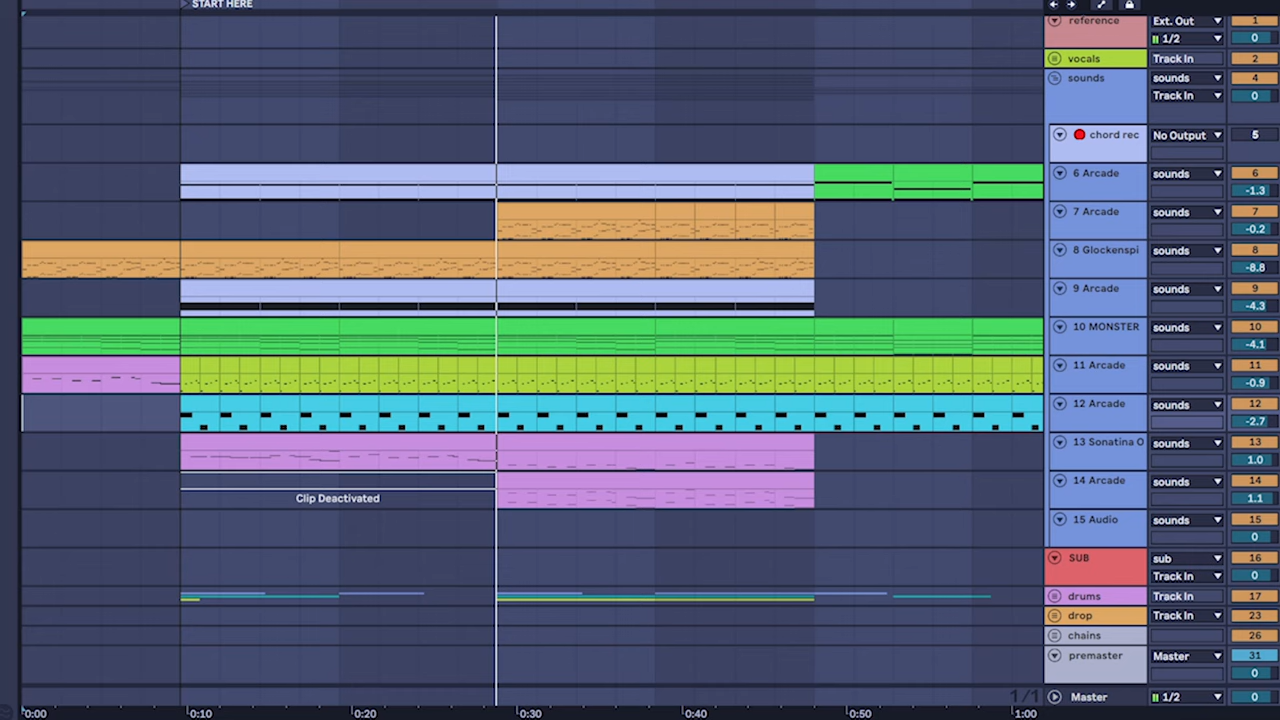 START HERE
reference Ext. Out 1
1/2 0
vocals Track In 2
sounds sounds 4
Track In 0
chord rec No Output 5
6 Arcade sounds 6
-1.3
7 Arcade sounds 7
-0.2
8 Glockenspi sounds 8
-8.8
9 Arcade sounds 9
-4.3
10 MONSTER sounds 10
-4.1
11 Arcade sounds 11
-0.9
12 Arcade sounds 12
-2.7
13 Sonatina O sounds 13
1.0
14 Arcade sounds 14
Clip Deactivated 1.1
15 Audio sounds 15
0
SUB sub 16
Track In 0
drums Track In 17
drop Track In 23
chains 26
premaster Master 31
0
1/1 Master 1/2 0
0:00 0:10 0:20 0:30 0:40 0:50 1:00